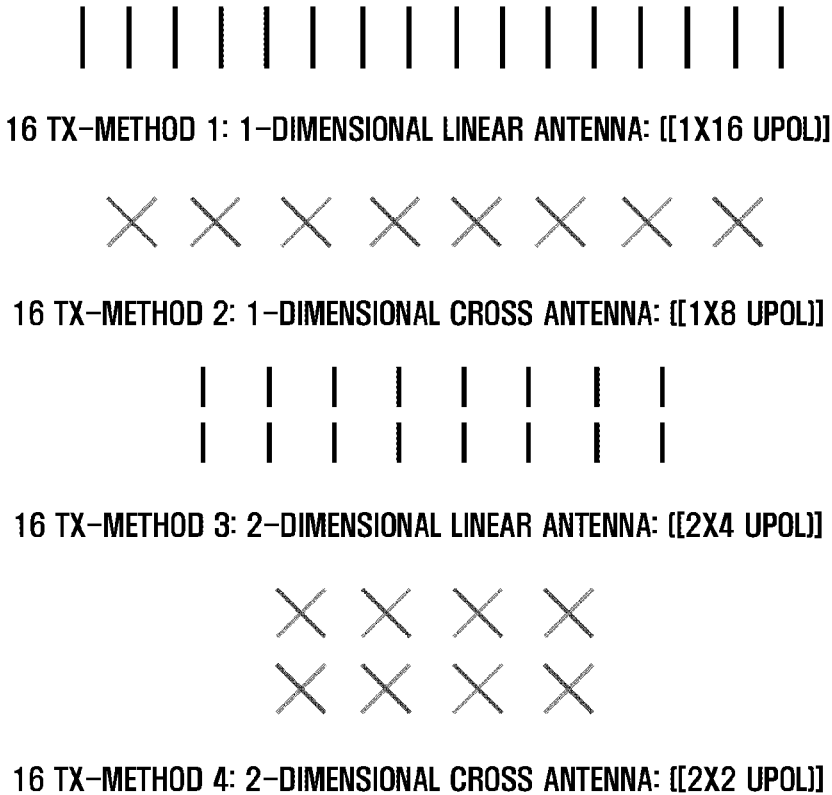 16 TX-METHOD 1: 1-DIMENSIONAL LINEAR ANTENNA: ([1X16 UPOL)]
16 TX-METHOD 2: 1-DIMENSIONAL CROSS ANTENNA: ([1X8 UPOL)]
16 TX-METHOD 3: 2-DIMENSIONAL LINEAR ANTENNA: ([2X4 UPOL)]
16 TX-METHOD 4: 2-DIMENSIONAL CROSS ANTENNA: ([2X2 UPOL)]